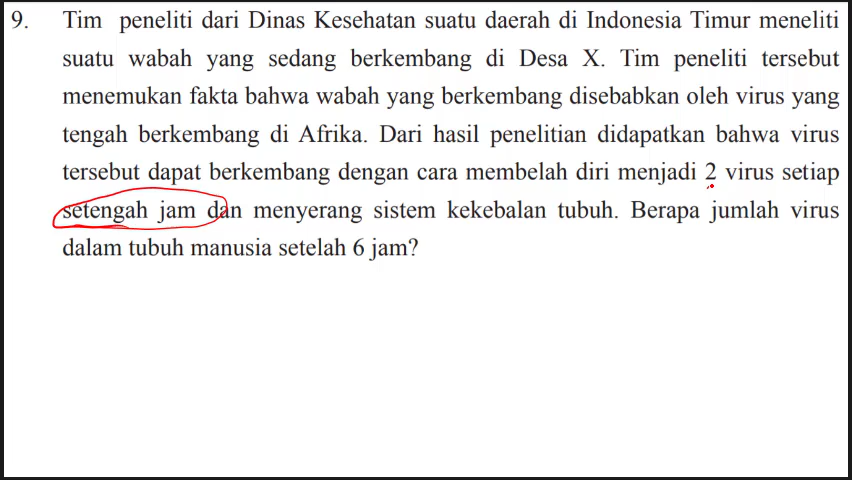 9. Tim peneliti dari Dinas Kesehatan suatu daerah di Indonesia Timur meneliti
suatu wabah yang sedang berkembang di Desa X. Tim peneliti tersebut
menemukan fakta bahwa wabah yang berkembang disebabkan oleh virus yang
tengah berkembang di Afrika. Dari hasil penelitian didapatkan bahwa virus
tersebut dapat berkembang dengan cara membelah diri menjadi 2 virus setiap
setengah jam dan menyerang sistem kekebalan tubuh. Berapa jumlah virus
dalam tubuh manusia setelah 6 jam?